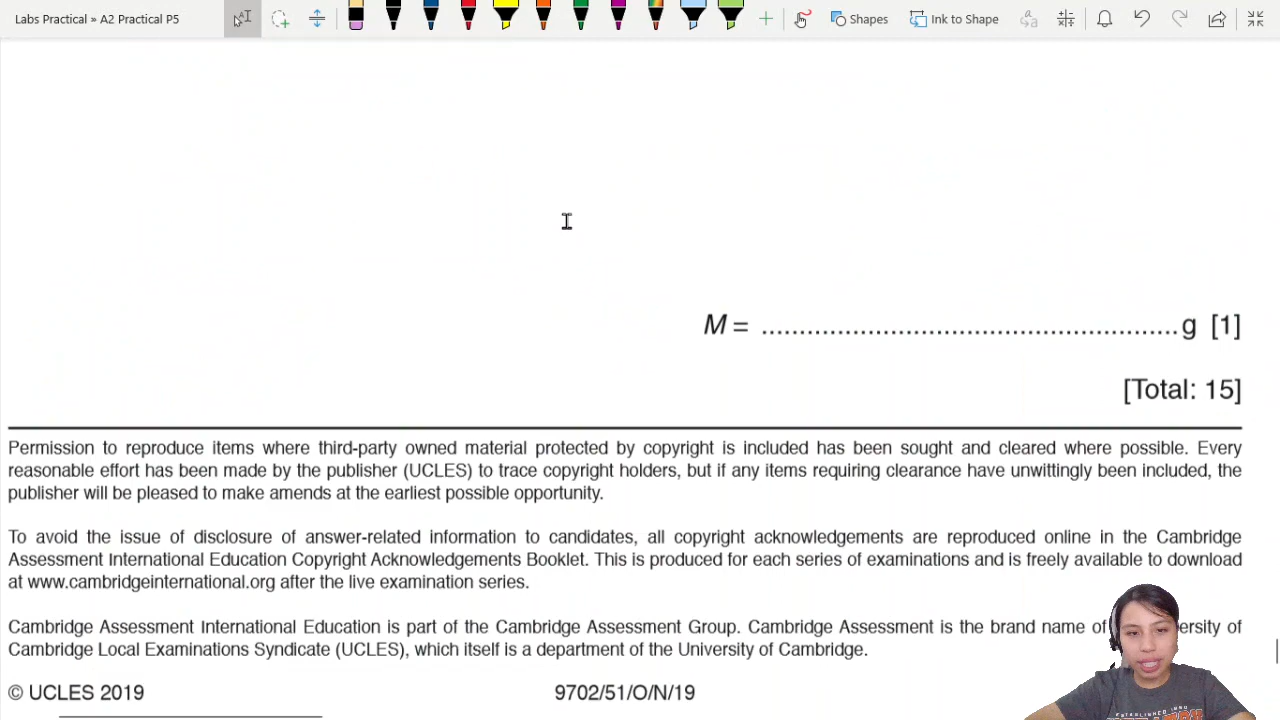 Labs Practical » A2 Practical P5
Shapes
Ink to Shape
M = ........................................................ g [1]
[Total: 15]
Permission to reproduce items where third-party owned material protected by copyright is included has been sought and cleared where possible. Every
reasonable effort has been made by the publisher (UCLES) to trace copyright holders, but if any items requiring clearance have unwittingly been included, the
publisher will be pleased to make amends at the earliest possible opportunity.
To avoid the issue of disclosure of answer-related information to candidates, all copyright acknowledgements are reproduced online in the Cambridge
Assessment International Education Copyright Acknowledgements Booklet. This is produced for each series of examinations and is freely available to download
at www.cambridgeinternational.org after the live examination series.
Cambridge Assessment International Education is part of the Cambridge Assessment Group. Cambridge Assessment is the brand name of ersity of
Cambridge Local Examinations Syndicate (UCLES), which itself is a department of the University of Cambridge.
© UCLES 2019
9702/51/O/N/19